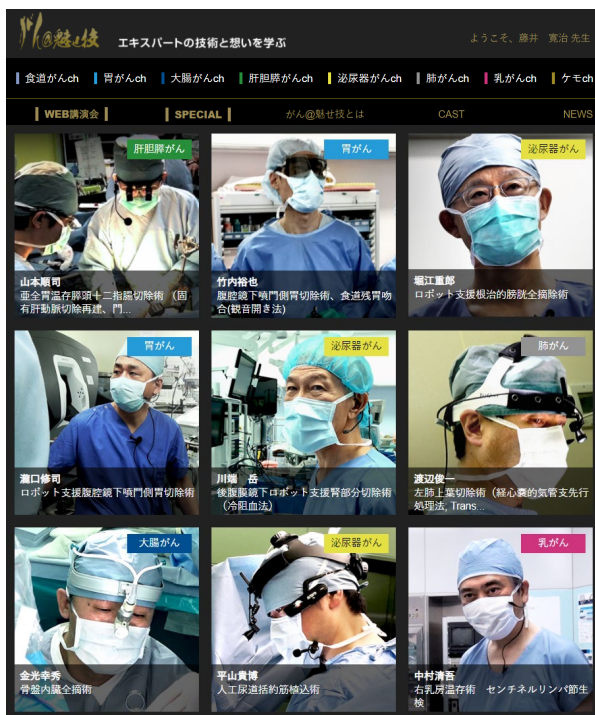 がん@魅せ技
エキスパートの技術と想いを学ぶ
ようこそ、藤井 寛治 先生
食道がんch
胃がんch
大腸がんch
肝胆膵がんch
泌尿器がんch
肺がんch
乳がんch
ケモch
WEB講演会
SPECIAL
がん@魅せ技とは
CAST
NEWS
肝胆膵がん
山本順司
亜全胃温存膵頭十二指腸切除術 (固
有肝動脈切除再建、門...
胃がん
竹内裕也
腹腔鏡下噴門側胃切除術、食道残胃吻
合(観音開き法)
泌尿器がん
堀江重郎
ロボット支援根治的膀胱全摘除術
胃がん
瀧口修司
ロボット支援腹腔鏡下噴門側胃切除術
泌尿器がん
川端 岳
後腹膜鏡下ロボット支援腎部分切除術
（冷阻血法）
肺がん
渡辺俊一
左肺上葉切除術（経心嚢的気管支先行
処理法, Trans...
大腸がん
金光幸秀
骨盤内臓全摘術
泌尿器がん
平山貴博
人工尿道括約筋植込術
乳がん
中村清吾
右乳房温存術 センチネルリンパ節生
検